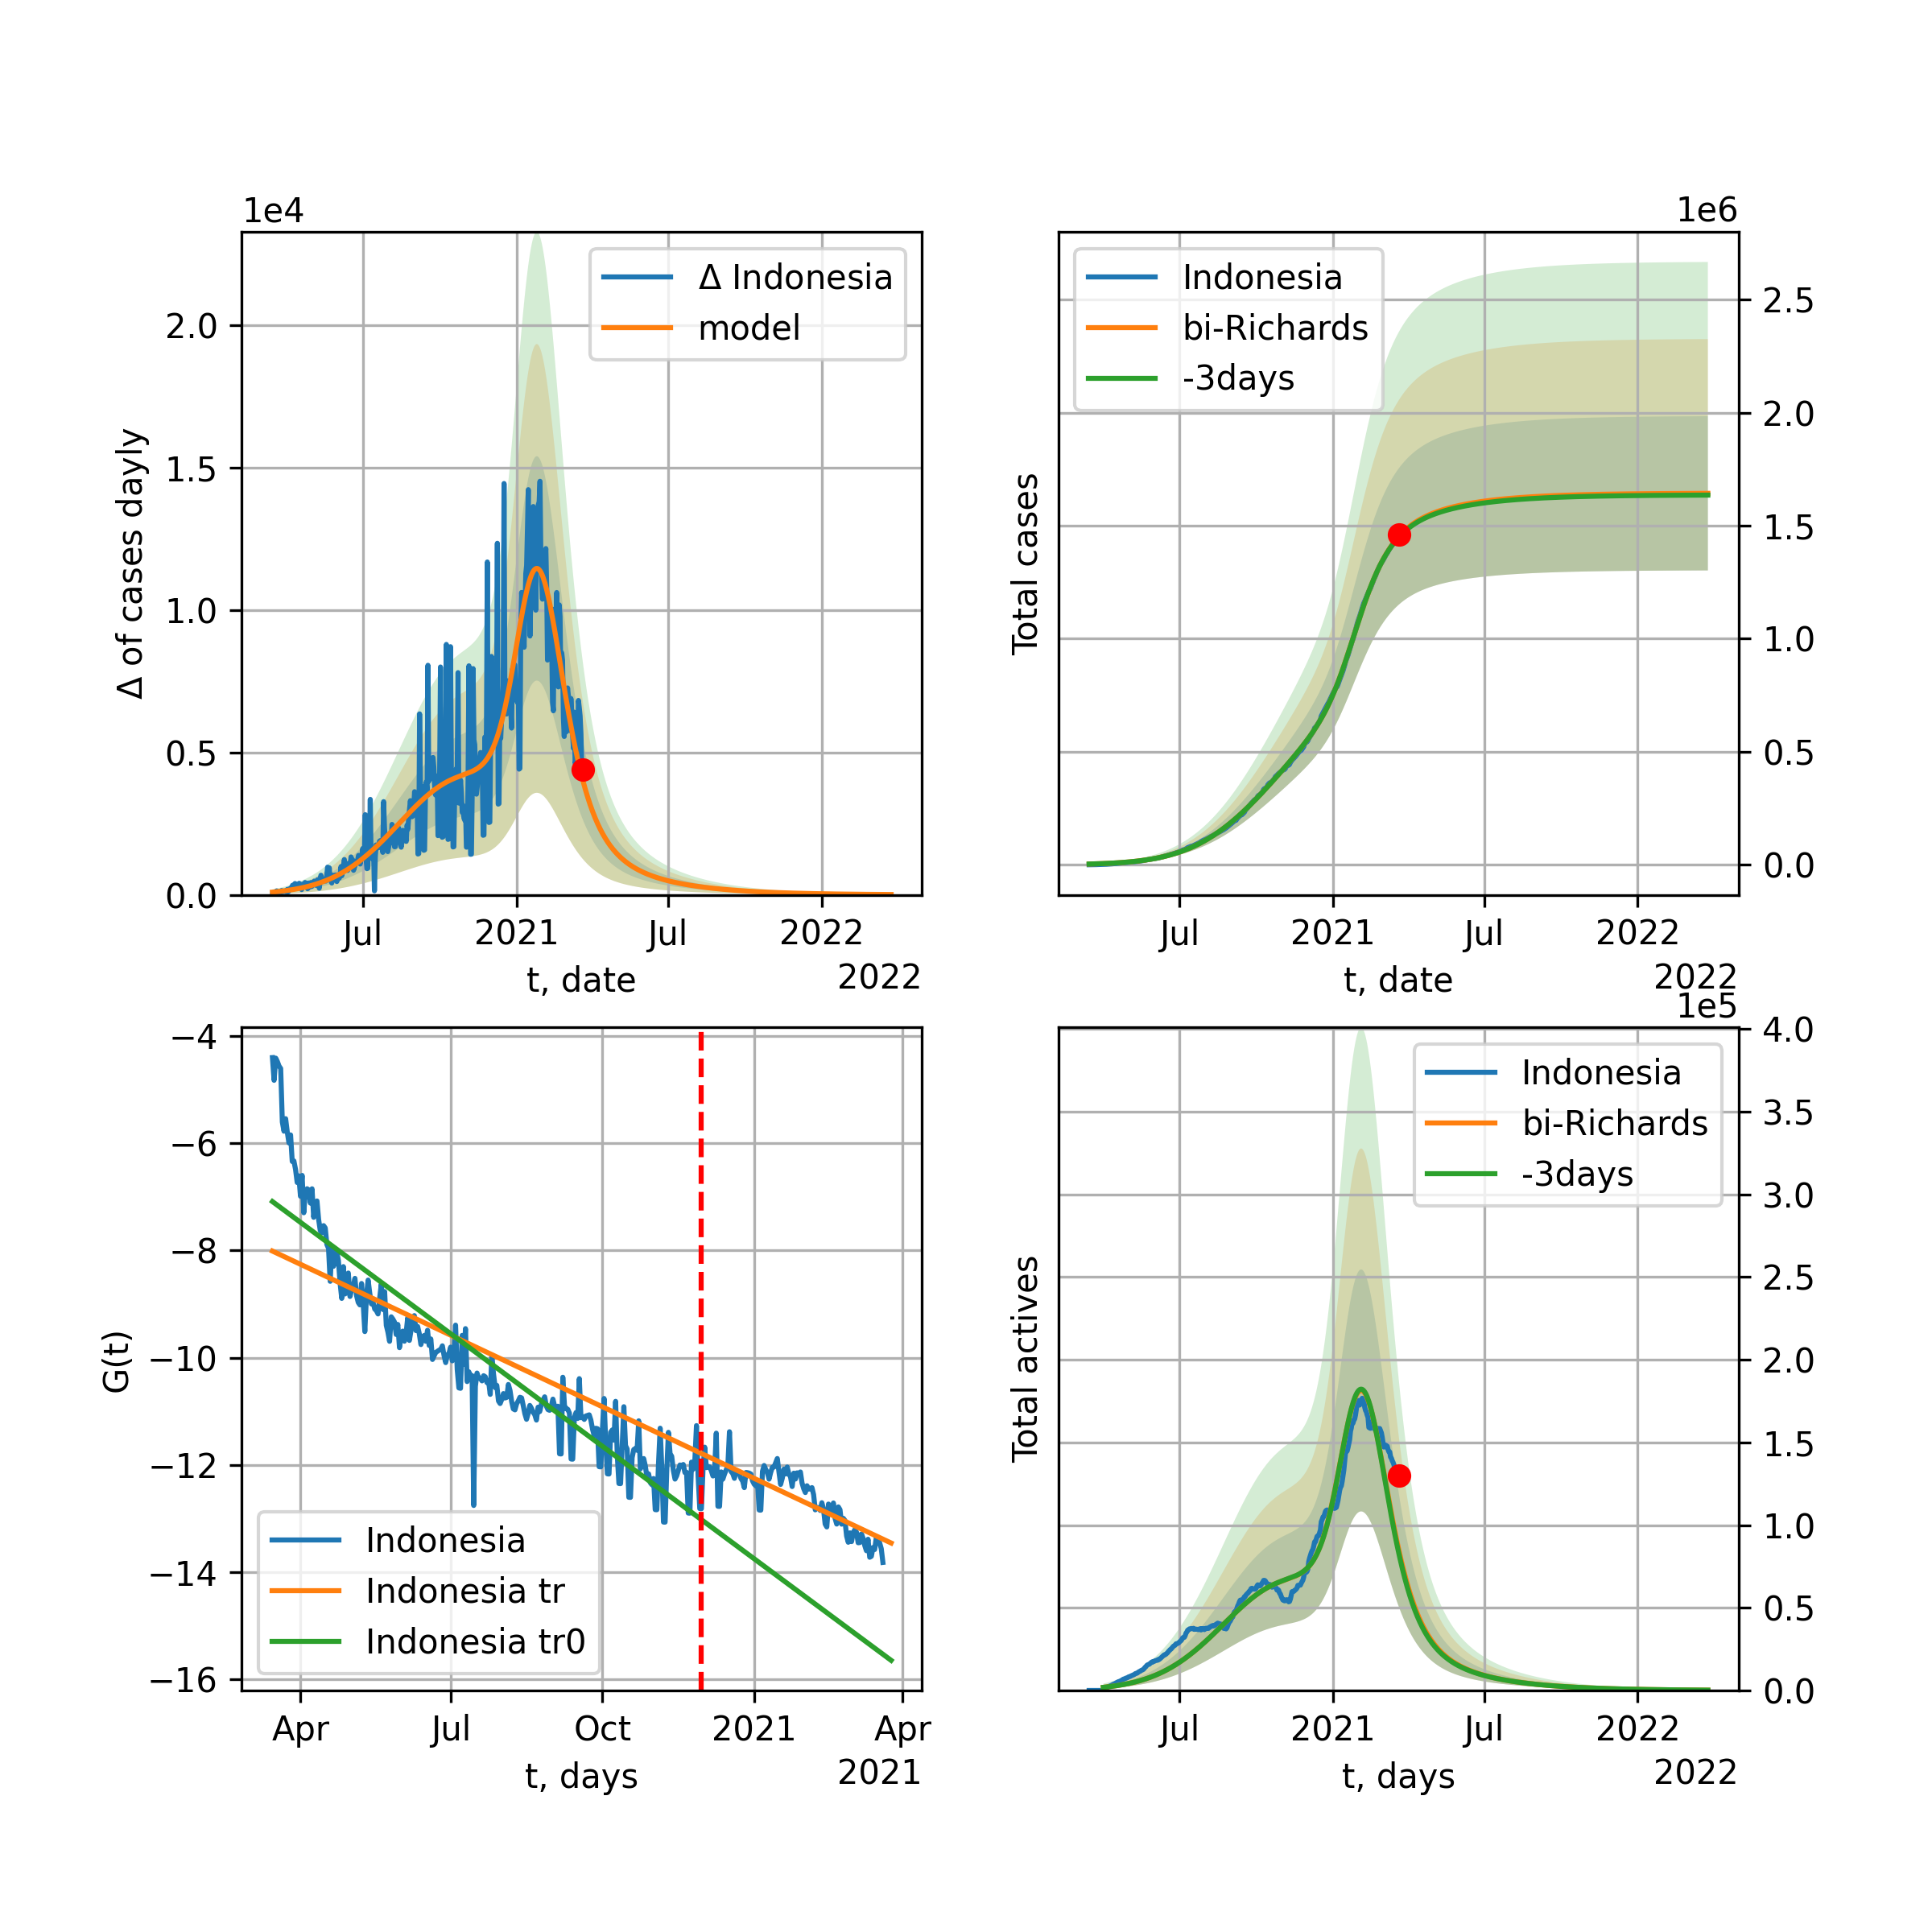 1e4
Δ Indonesia
model
2.0
1.5
1.0
0.5
0.0
Δ of cases dayly
Jul
2021
Jul
2022
t, date
2022
1e6
Indonesia
bi-Richards
-3days
Total cases
2.5
2.0
1.5
1.0
0.5
0.0
Jul
2021
Jul
2022
t, date
2022
−4
−6
−8
−10
−12
−14
−16
G(t)
Indonesia
Indonesia tr
Indonesia tr0
Apr
Jul
Oct
2021
Apr
t, days
2021
1e5
Indonesia
bi-Richards
-3days
Total actives
4.0
3.5
3.0
2.5
2.0
1.5
1.0
0.5
0.0
Jul
2021
Jul
2022
t, days
2022